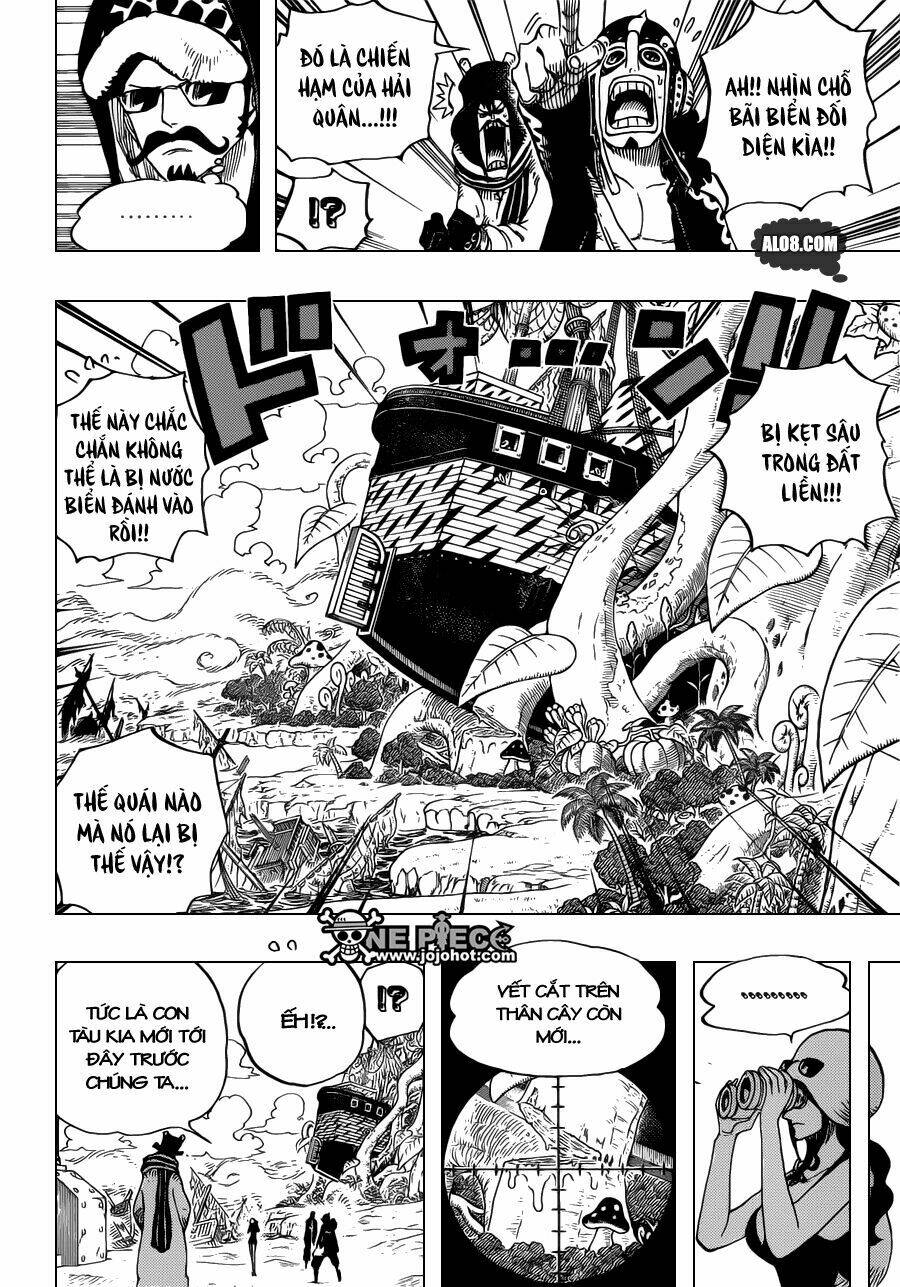 AH!! NHÌN CHỖ
BÃI BIỂN ĐỐI
DIỆN KÌA!!
ĐÓ LÀ CHIẾN
HẠM CỦA HẢI
QUÂN...!!!
!?
..........
ALO8.COM
ドォ...ン
BỊ KẸT SÂU
TRONG ĐẤT
LIỀN!!!
THẾ NÀY CHẮC
CHẮN KHÔNG
THỂ LÀ BỊ NƯỚC
BIỂN ĐÁNH VÀO
RỒI!!
THẾ QUÁI NÀO
MÀ NÓ LẠI BỊ
THẾ VẬY!?
ONE PIECE
www.jojohot.com
..........
VẾT CẮT TRÊN
THÂN CÂY CÒN
MỚI...
!?
ẾH!?..
TỨC LÀ CON
TÀU KIA MỚI TỚI
ĐÂY TRƯỚC
CHÚNG TA...